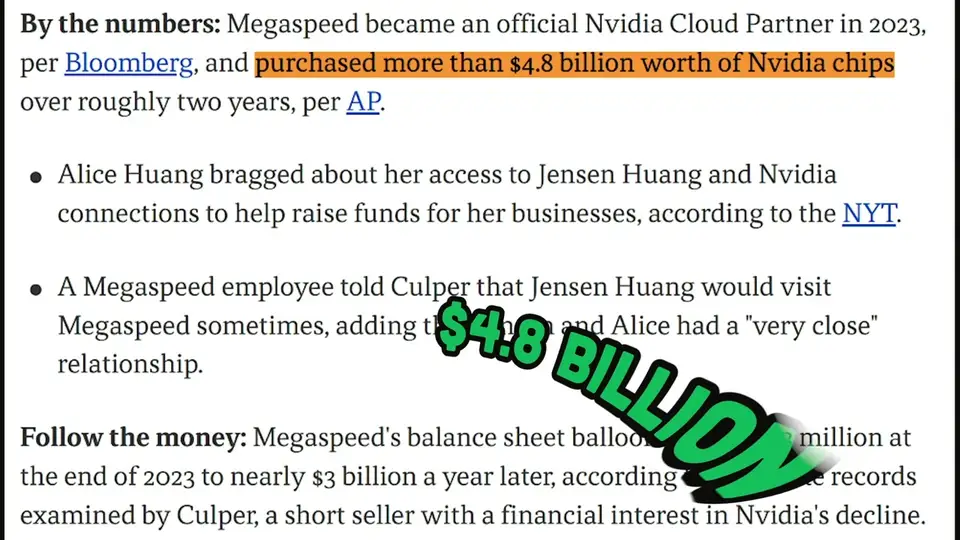 By the numbers: Megaspeed became an official Nvidia Cloud Partner in 2023,
per Bloomberg, and purchased more than $4.8 billion worth of Nvidia chips
over roughly two years, per AP.
• Alice Huang bragged about her access to Jensen Huang and Nvidia
connections to help raise funds for her businesses, according to the NYT.
• A Megaspeed employee told Culper that Jensen Huang would visit
Megaspeed sometimes, adding and Alice had a "very close"
relationship.
$4.8 BILLION
Follow the money: Megaspeed's balance sheet million at
the end of 2023 to nearly $3 billion a year later, according records
examined by Culper, a short seller with a financial interest in Nvidia's decline.